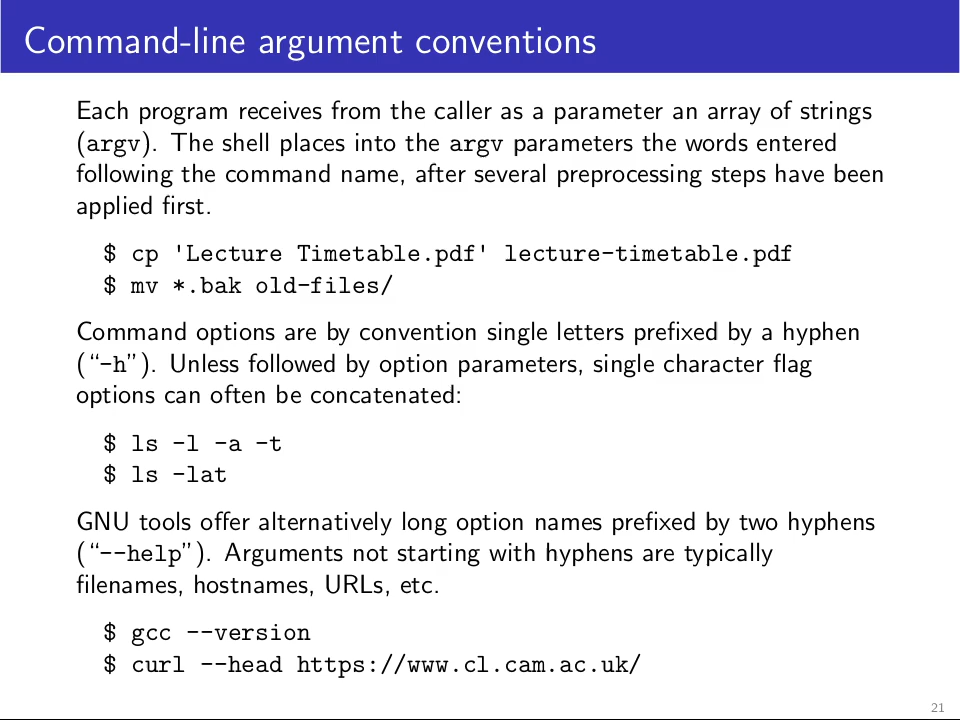 Command-line argument conventions
Each program receives from the caller as a parameter an array of strings
(argv). The shell places into the argv parameters the words entered
following the command name, after several preprocessing steps have been
applied first.
$ cp 'Lecture Timetable.pdf' lecture-timetable.pdf
$ mv *.bak old-files/
Command options are by convention single letters prefixed by a hyphen
(“-h”). Unless followed by option parameters, single character flag
options can often be concatenated:
$ ls -l -a -t
$ ls -lat
GNU tools offer alternatively long option names prefixed by two hyphens
(“--help”). Arguments not starting with hyphens are typically
filenames, hostnames, URLs, etc.
$ gcc --version
$ curl --head https://www.cl.cam.ac.uk/
21